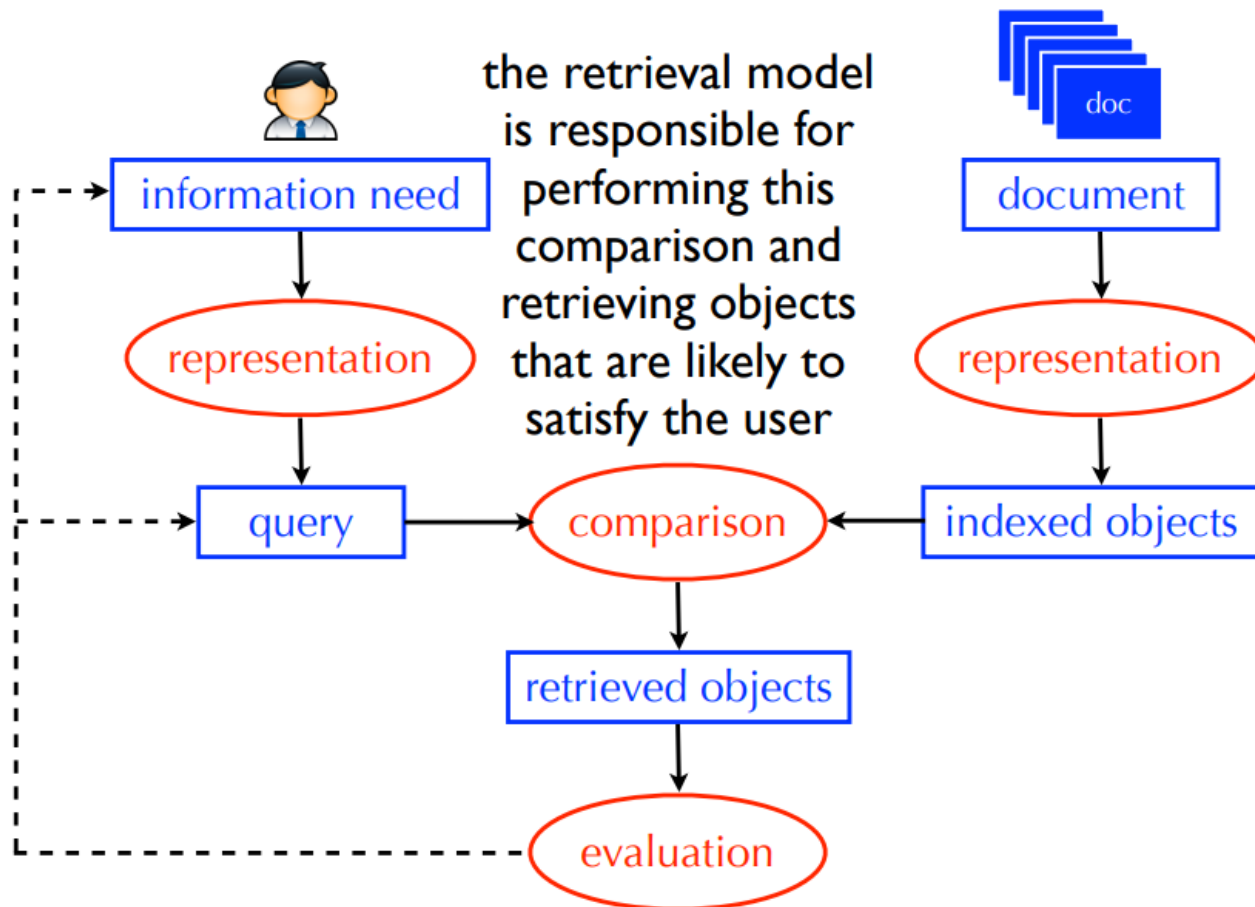 the retrieval model
is responsible for
performing this
comparison and
retrieving objects
that are likely to
satisfy the user
doc
information need
document
representation
representation
query
comparison
indexed objects
retrieved objects
evaluation